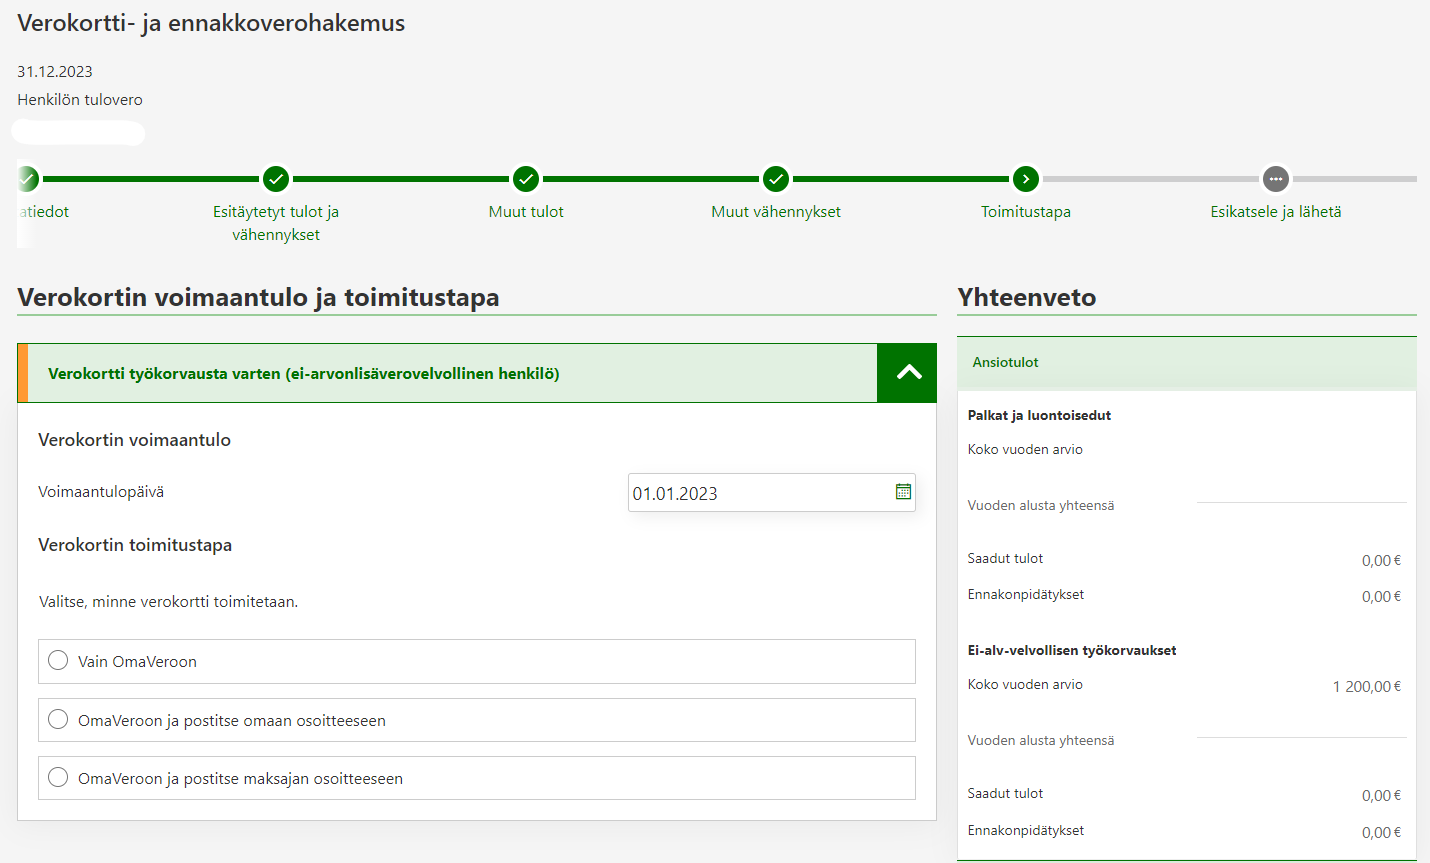 Verokortti- ja ennakkoverohakemus
31.12.2023
Henkilön tulovero
atiedot
Esitäytetyt tulot ja
vähennykset
Muut tulot
Muut vähennykset
Toimitustapa
Esikatsele ja lähetä
Verokortin voimaantulo ja toimitustapa
Verokortti työkorvausta varten (ei-arvonlisäverovelvollinen henkilö)
Verokortin voimaantulo
Voimaantulopäivä
01.01.2023
Verokortin toimitustapa
Valitse, minne verokortti toimitetaan.
Vain OmaVeroon
OmaVeroon ja postitse omaan osoitteeseen
OmaVeroon ja postitse maksajan osoitteeseen
Yhteenveto
Ansiotulot
Palkat ja luontoisedut
Koko vuoden arvio
Vuoden alusta yhteensä
Saadut tulot 0,00 €
Ennakonpidätykset 0,00 €
Ei-alv-velvollisen työkorvaukset
Koko vuoden arvio 1 200,00 €
Vuoden alusta yhteensä
Saadut tulot 0,00 €
Ennakonpidätykset 0,00 €